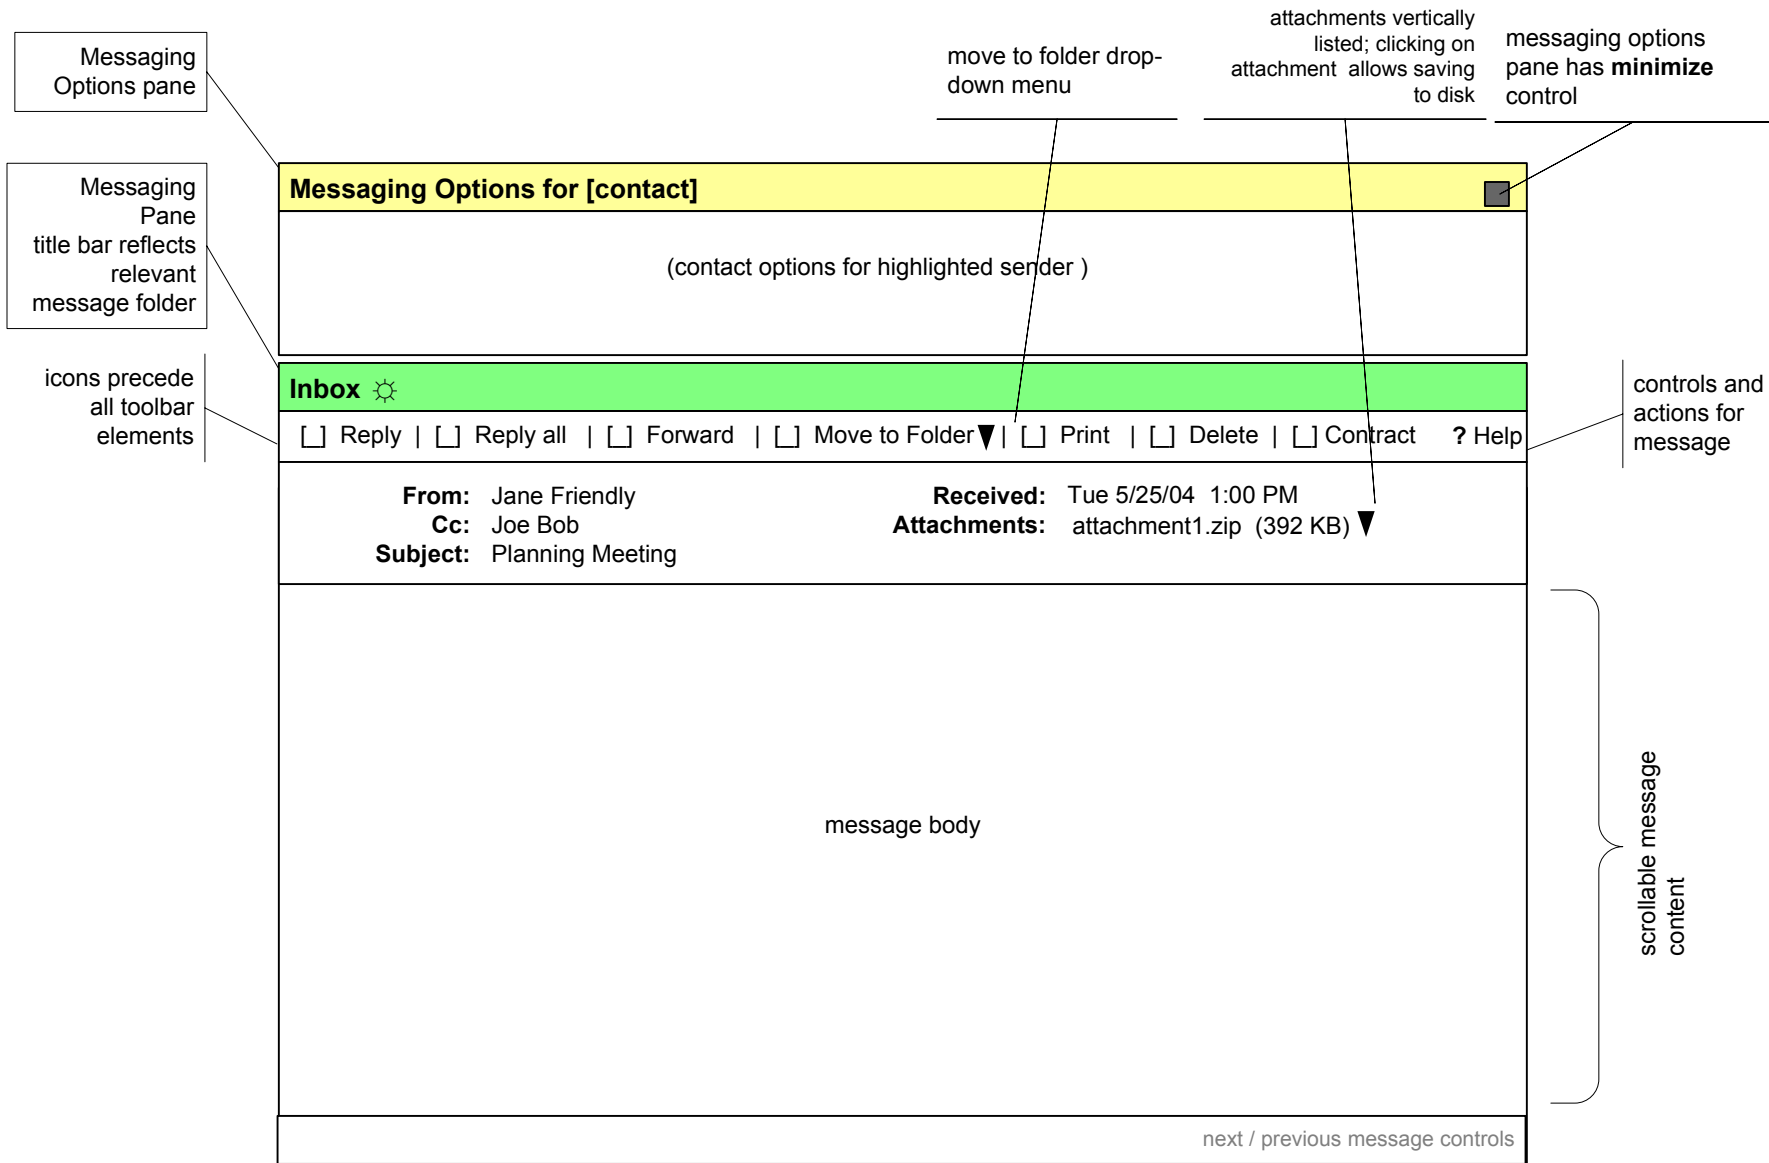 Messaging
Options pane
move to folder drop-
down menu
attachments vertically
listed; clicking on
attachment allows saving
to disk
messaging options
pane has minimize
control
Messaging
Pane
title bar reflects
relevant
message folder
Messaging Options for [contact]
(contact options for highlighted sender )
icons precede
all toolbar
elements
Inbox ☼
[_] Reply | [_] Reply all | [_] Forward | [_] Move to Folder ▼ | [_] Print | [_] Delete | [_] Contract ? Help
controls and
actions for
message
From: Jane Friendly
Cc: Joe Bob
Subject: Planning Meeting
Received: Tue 5/25/04 1:00 PM
Attachments: attachment1.zip (392 KB) ▼
message body
scrollable message
content
next / previous message controls